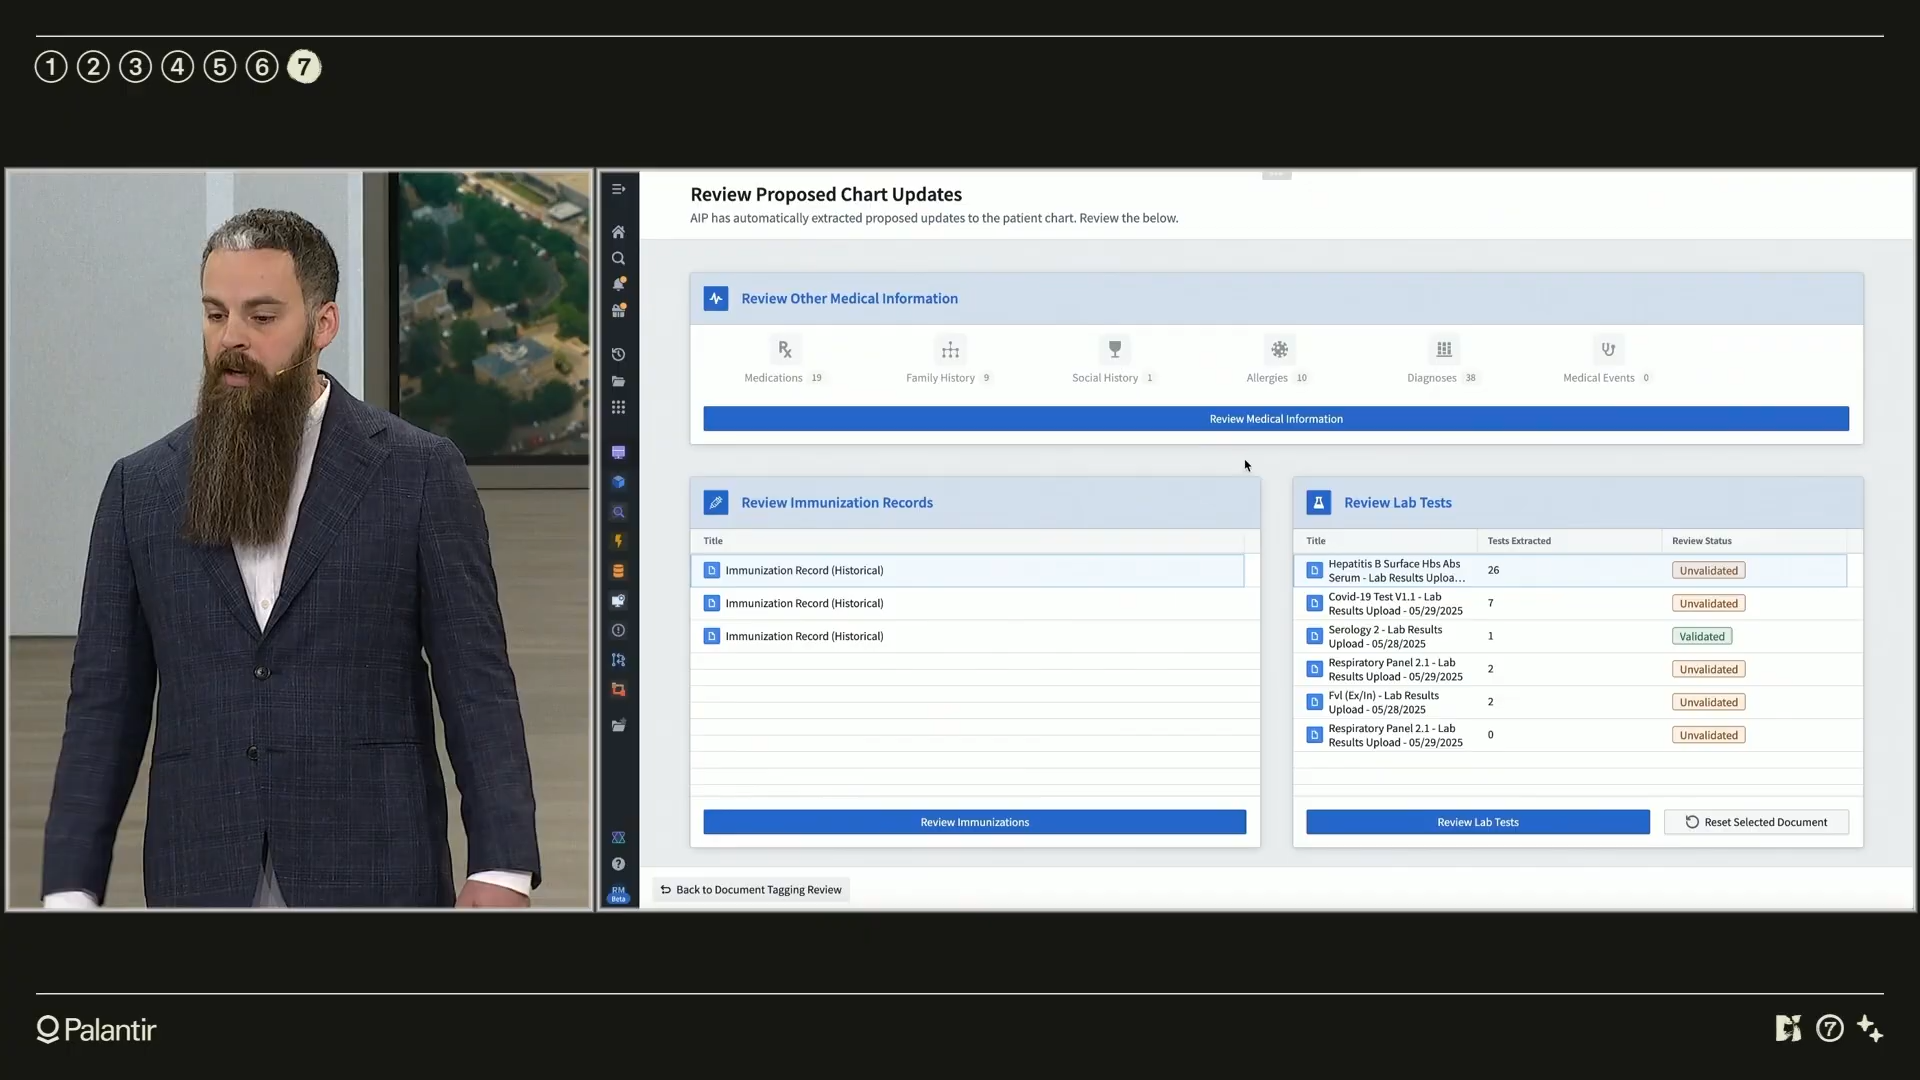 1 2 3 4 5 6 7
Review Proposed Chart Updates
AIP has automatically extracted proposed updates to the patient chart. Review the below.
Review Other Medical Information
Medications 19
Family History 9
Social History 1
Allergies 10
Diagnoses 38
Medical Events 0
Review Medical Information
Review Immunization Records
Title
Immunization Record (Historical)
Immunization Record (Historical)
Immunization Record (Historical)
Review Immunizations
Review Lab Tests
Title Tests Extracted Review Status
Hepatitis B Surface Hbs Abs
Serum - Lab Results Uploa... 26 Unvalidated
Covid-19 Test V1.1 - Lab
Results Upload - 05/29/2025 7 Unvalidated
Serology 2 - Lab Results
Upload - 05/28/2025 1 Validated
Respiratory Panel 2.1 - Lab
Results Upload - 05/29/2025 2 Unvalidated
Fvl (Ex/In) - Lab Results
Upload - 05/28/2025 2 Unvalidated
Respiratory Panel 2.1 - Lab
Results Upload - 05/29/2025 0 Unvalidated
Review Lab Tests
Reset Selected Document
RM
Beta
Back to Document Tagging Review
Palantir
7